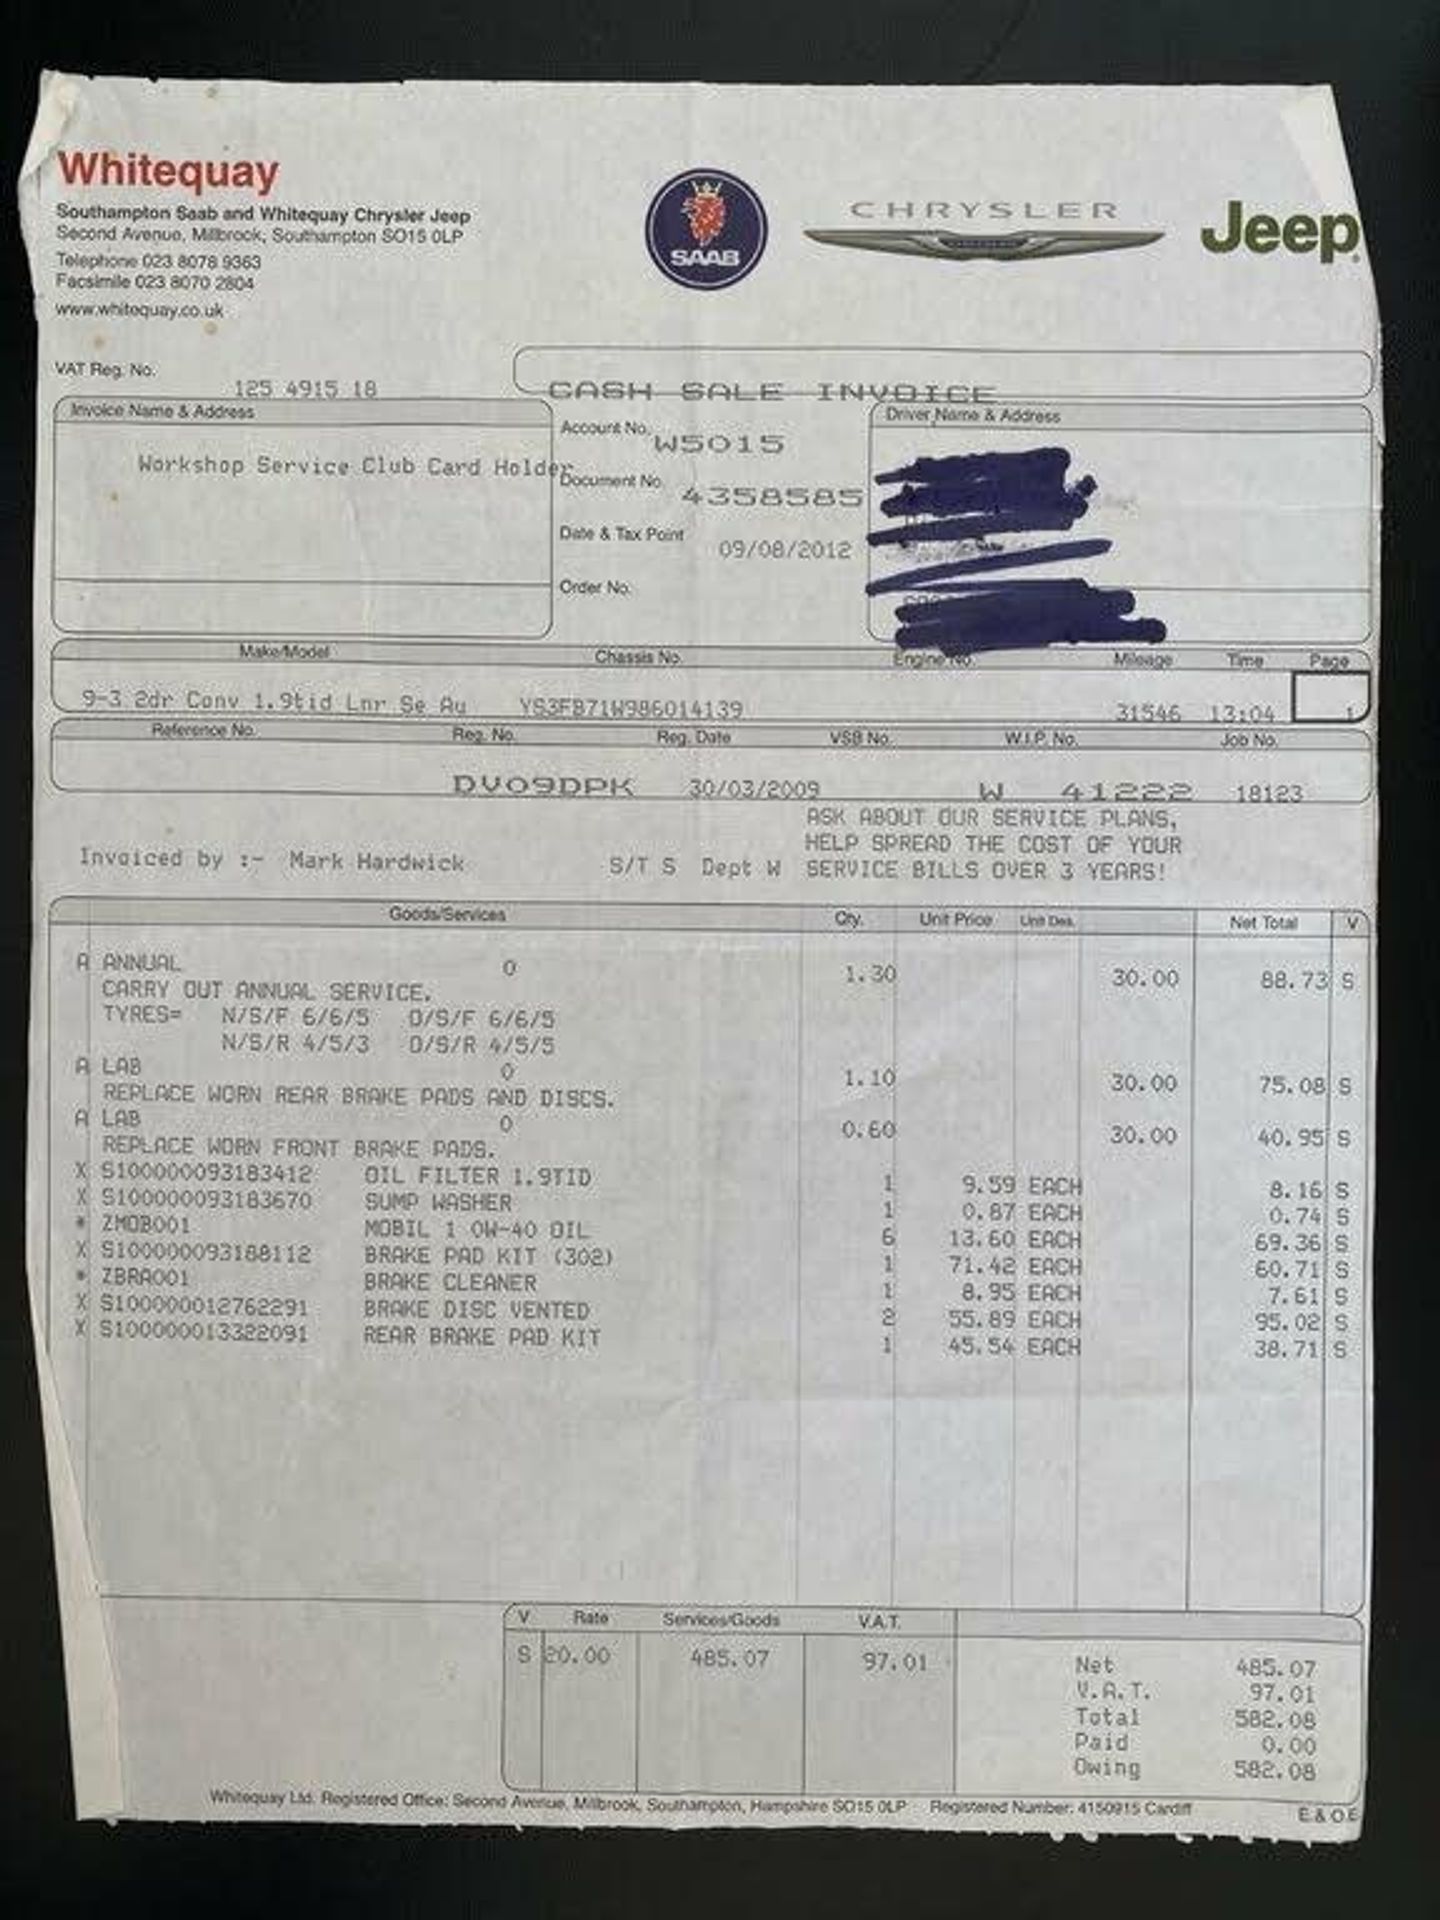 Whitequay
Southampton Saab and Whitequay Chrysler Jeep
Second Avenue, Millbrook, Southampton SO15 0LP
Telephone 023 8078 9363
Facsimile 023 8070 2804
www.whitequay.co.uk
SAAB
CHRYSLER
Jeep
VAT Reg. No.
125 4915 18
CASH SALE INVOICE
Invoice Name & Address
Workshop Service Club Card Holder
Account No. W5015
Document No. 4358585
Date & Tax Point 09/08/2012
Order No.
Driver Name & Address
Make/Model Chassis No. Engine No. Mileage Time Page
9-3 2dr Conv 1.9tid Lnr Se Au YS3FB71W986014139 31546 13:04 1
Reference No. Reg. No. Reg. Date VSB No. W.I.P. No. Job No.
DV09DPK 30/03/2009 W 41222 18123
ASK ABOUT OUR SERVICE PLANS,
HELP SPREAD THE COST OF YOUR
Invoiced by :- Mark Hardwick S/T S Dept W SERVICE BILLS OVER 3 YEARS!
Goods/Services Qty. Unit Price Unit Des. Net Total V
A ANNUAL 0 1.30 30.00 88.73 S
CARRY OUT ANNUAL SERVICE.
TYRES= N/S/F 6/6/5 O/S/F 6/6/5
N/S/R 4/5/3 O/S/R 4/5/5
A LAB 0 1.10 30.00 75.08 S
REPLACE WORN REAR BRAKE PADS AND DISCS.
A LAB 0 0.60 30.00 40.95 S
REPLACE WORN FRONT BRAKE PADS.
X S100000093183412 OIL FILTER 1.9TID 1 9.59 EACH 8.16 S
X S100000093183670 SUMP WASHER 1 0.87 EACH 0.74 S
* ZMOB001 MOBIL 1 0W-40 OIL 6 13.60 EACH 69.36 S
X S100000093188112 BRAKE PAD KIT (302) 1 71.42 EACH 60.71 S
* ZBRA001 BRAKE CLEANER 1 8.95 EACH 7.61 S
X S100000012762291 BRAKE DISC VENTED 2 55.89 EACH 95.02 S
X S100000013322091 REAR BRAKE PAD KIT 1 45.54 EACH 38.71 S
V Rate Services/Goods V.A.T.
S 20.00 485.07 97.01
Net 485.07
V.A.T. 97.01
Total 582.08
Paid 0.00
Owing 582.08
Whitequay Ltd. Registered Office: Second Avenue, Millbrook, Southampton, Hampshire SO15 0LP Registered Number: 4150915 Cardiff
E.& O.E